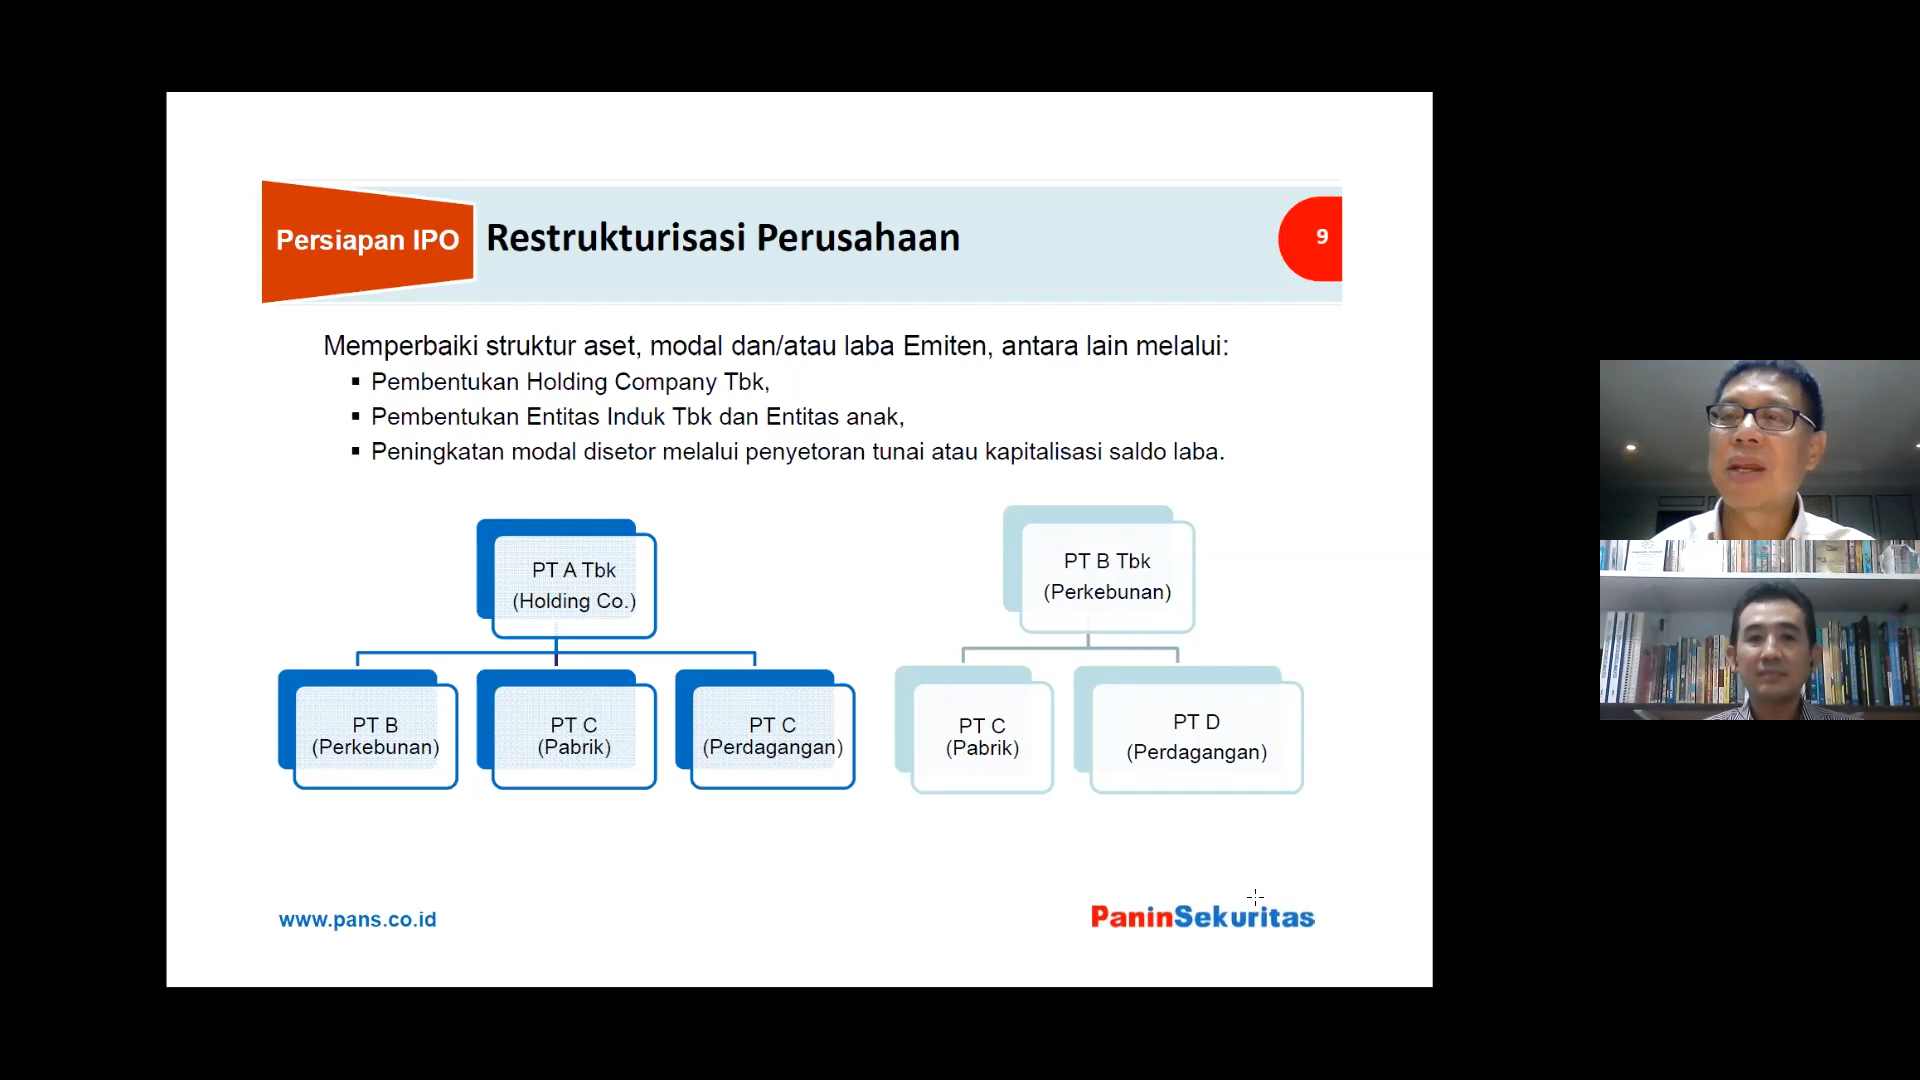 Persiapan IPO
Restrukturisasi Perusahaan
9
Memperbaiki struktur aset, modal dan/atau laba Emiten, antara lain melalui:
▪ Pembentukan Holding Company Tbk,
▪ Pembentukan Entitas Induk Tbk dan Entitas anak,
▪ Peningkatan modal disetor melalui penyetoran tunai atau kapitalisasi saldo laba.
PT A Tbk
(Holding Co.)
PT B
(Perkebunan)
PT C
(Pabrik)
PT C
(Perdagangan)
PT B Tbk
(Perkebunan)
PT C
(Pabrik)
PT D
(Perdagangan)
www.pans.co.id
PaninSekuritas